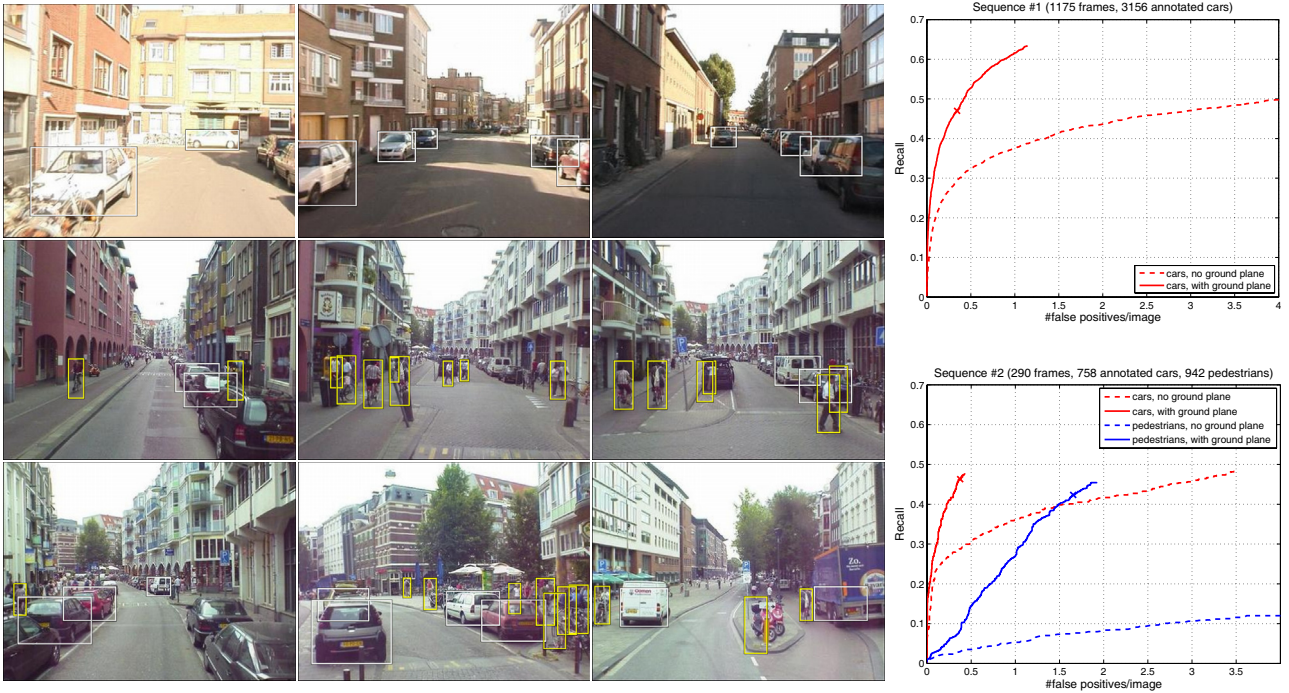 Sequence #1 (1175 frames, 3156 annotated cars)
0.7
0.6
0.5
0.4
0.3
0.2
0.1
0
Recall
cars, no ground plane
cars, with ground plane
0 0.5 1 1.5 2 2.5 3 3.5 4
#false positives/image
Sequence #2 (290 frames, 758 annotated cars, 942 pedestrians)
0.7
0.6
0.5
0.4
0.3
0.2
0.1
0
Recall
cars, no ground plane
cars, with ground plane
pedestrians, no ground plane
pedestrians, with ground plane
0 0.5 1 1.5 2 2.5 3 3.5
#false positives/image
Zo.